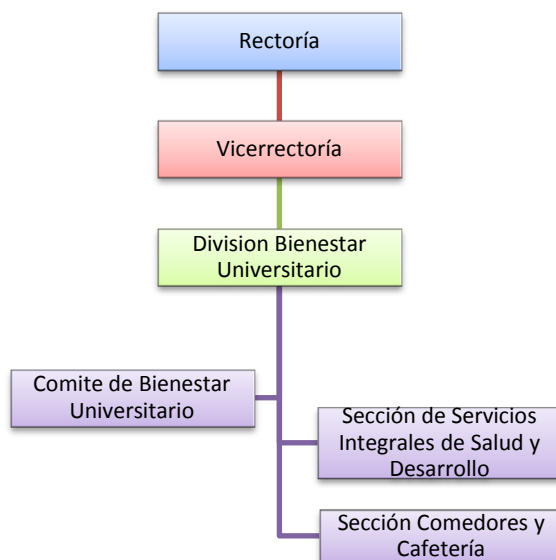 Rectoría
Vicerrectoría
Division Bienestar
Universitario
Comite de Bienestar
Universitario
Sección de Servicios
Integrales de Salud y
Desarrollo
Sección Comedores y
Cafetería